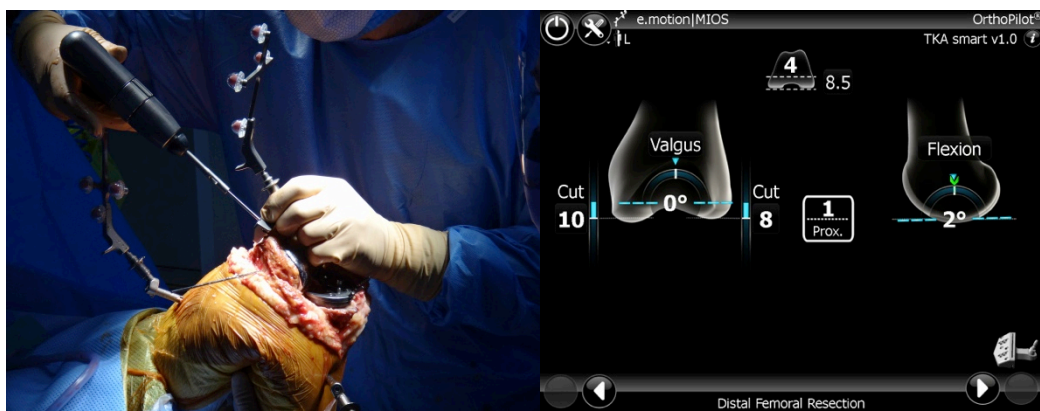 e.motion|MIOS
OrthoPilot®
L
TKA smart v1.0 i
4
8.5
Valgus
Flexion
Cut
10
0°
Cut
8
1
Prox.
2°
Distal Femoral Resection